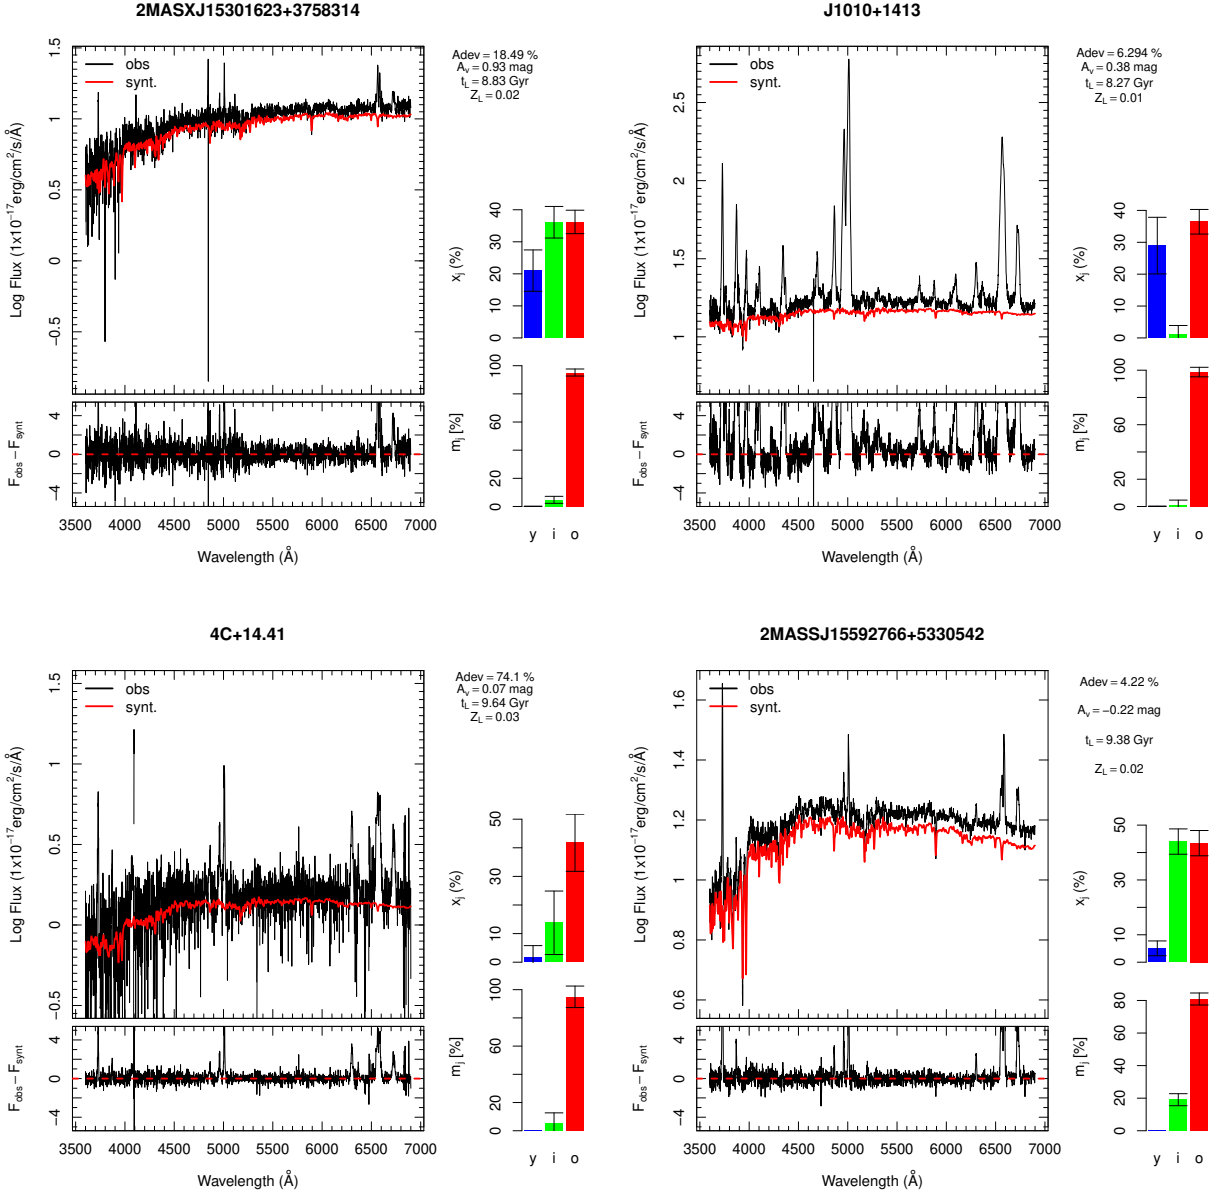 2MASXJ15301623+3758314
obs
synt.
Adev = 18.49 %
Av = 0.93 mag
tL = 8.83 Gyr
ZL = 0.02
Log Flux (1x10−17erg/cm2/s/Å)
1.5
1
0.5
0
−0.5
xj (%)
40
30
20
10
0
mj [%]
100
60
20
0
Fobs − Fsynt
4
0
−4
3500 4000 4500 5000 5500 6000 6500 7000
y i o
Wavelength (Å)
J1010+1413
obs
synt.
Adev = 6.294 %
Av = 0.38 mag
tL = 8.27 Gyr
ZL = 0.01
Log Flux (1x10−17erg/cm2/s/Å)
2.5
2
1.5
1
xj (%)
40
30
20
10
0
mj [%]
100
60
20
0
Fobs − Fsynt
4
0
−4
3500 4000 4500 5000 5500 6000 6500 7000
y i o
Wavelength (Å)
4C+14.41
obs
synt.
Adev = 74.1 %
Av = 0.07 mag
tL = 9.64 Gyr
ZL = 0.03
Log Flux (1x10−17erg/cm2/s/Å)
1.5
1
0.5
0
−0.5
xj (%)
50
30
10
0
mj [%]
100
60
20
0
Fobs − Fsynt
4
0
−4
3500 4000 4500 5000 5500 6000 6500 7000
y i o
Wavelength (Å)
2MASSJ15592766+5330542
obs
synt.
Adev = 4.22 %
Av = −0.22 mag
tL = 9.38 Gyr
ZL = 0.02
Log Flux (1x10−17erg/cm2/s/Å)
1.6
1.4
1.2
1
0.8
0.6
xj (%)
50
30
10
0
mj [%]
80
60
40
20
0
Fobs − Fsynt
4
0
−4
3500 4000 4500 5000 5500 6000 6500 7000
y i o
Wavelength (Å)